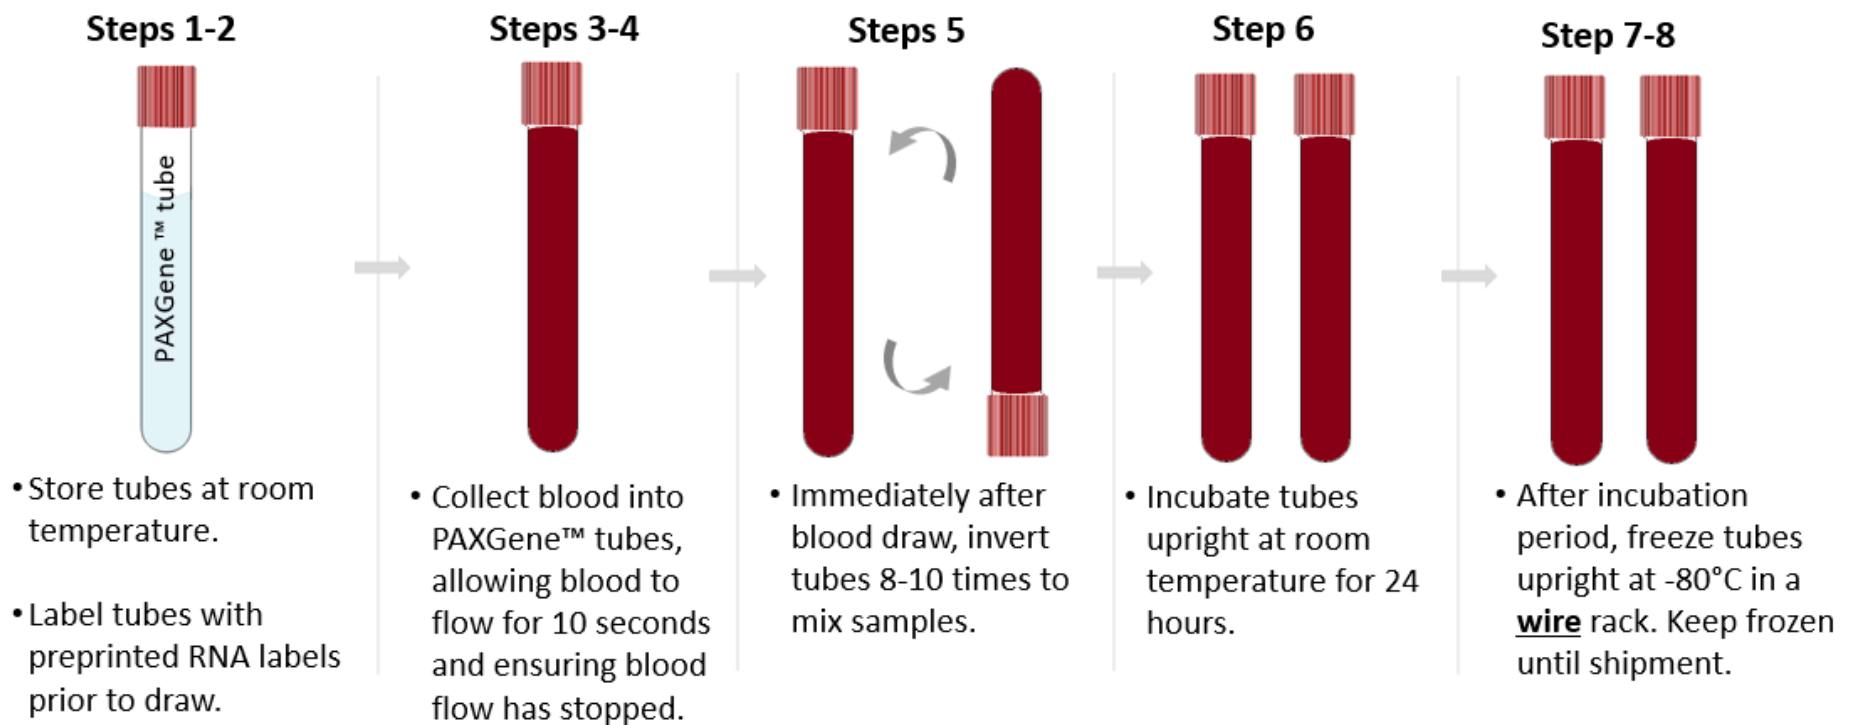 Steps 1-2
PAXGene ™ tube
• Store tubes at room
temperature.
• Label tubes with
preprinted RNA labels
prior to draw.
Steps 3-4
• Collect blood into
PAXGene™ tubes,
allowing blood to
flow for 10 seconds
and ensuring blood
flow has stopped.
Steps 5
• Immediately after
blood draw, invert
tubes 8-10 times to
mix samples.
Step 6
• Incubate tubes
upright at room
temperature for 24
hours.
Step 7-8
• After incubation
period, freeze tubes
upright at -80°C in a
wire rack. Keep frozen
until shipment.